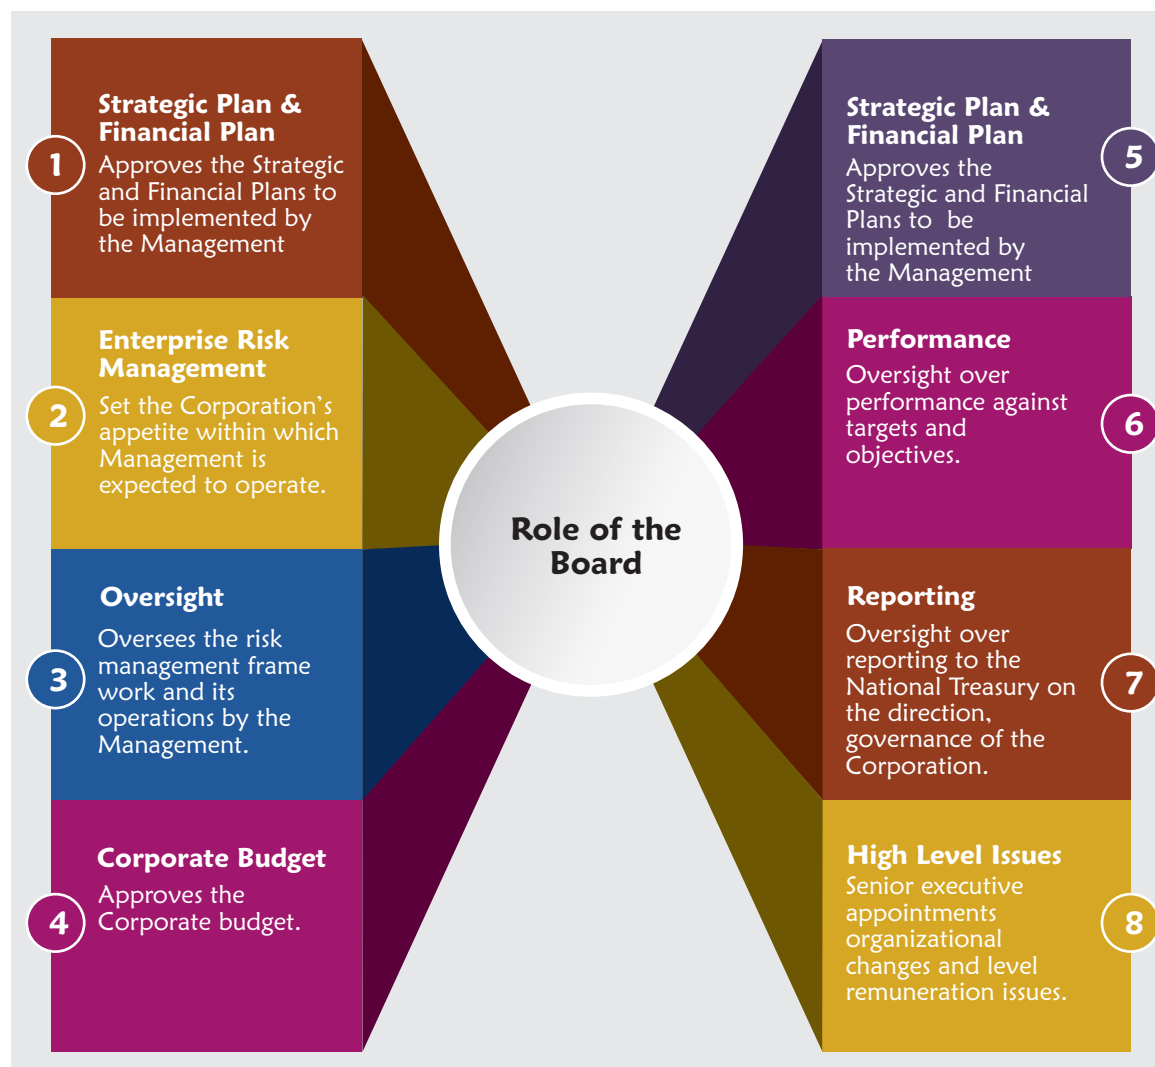 Strategic Plan &
Financial Plan
1
Approves the Strategic
and Financial Plans to
be implemented by
the Management
Enterprise Risk
Management
2
Set the Corporation's
appetite within which
Management is
expected to operate.
Oversight
3
Oversees the risk
management frame
work and its
operations by the
Management.
Corporate Budget
4
Approves the
Corporate budget.
Role of the
Board
Strategic Plan &
Financial Plan
5
Approves the
Strategic and Financial
Plans to be
implemented by
the Management
Performance
6
Oversight over
performance against
targets and
objectives.
Reporting
7
Oversight over
reporting to the
National Treasury on
the direction,
governance of the
Corporation.
High Level Issues
8
Senior executive
appointments
organizational
changes and level
remuneration issues.